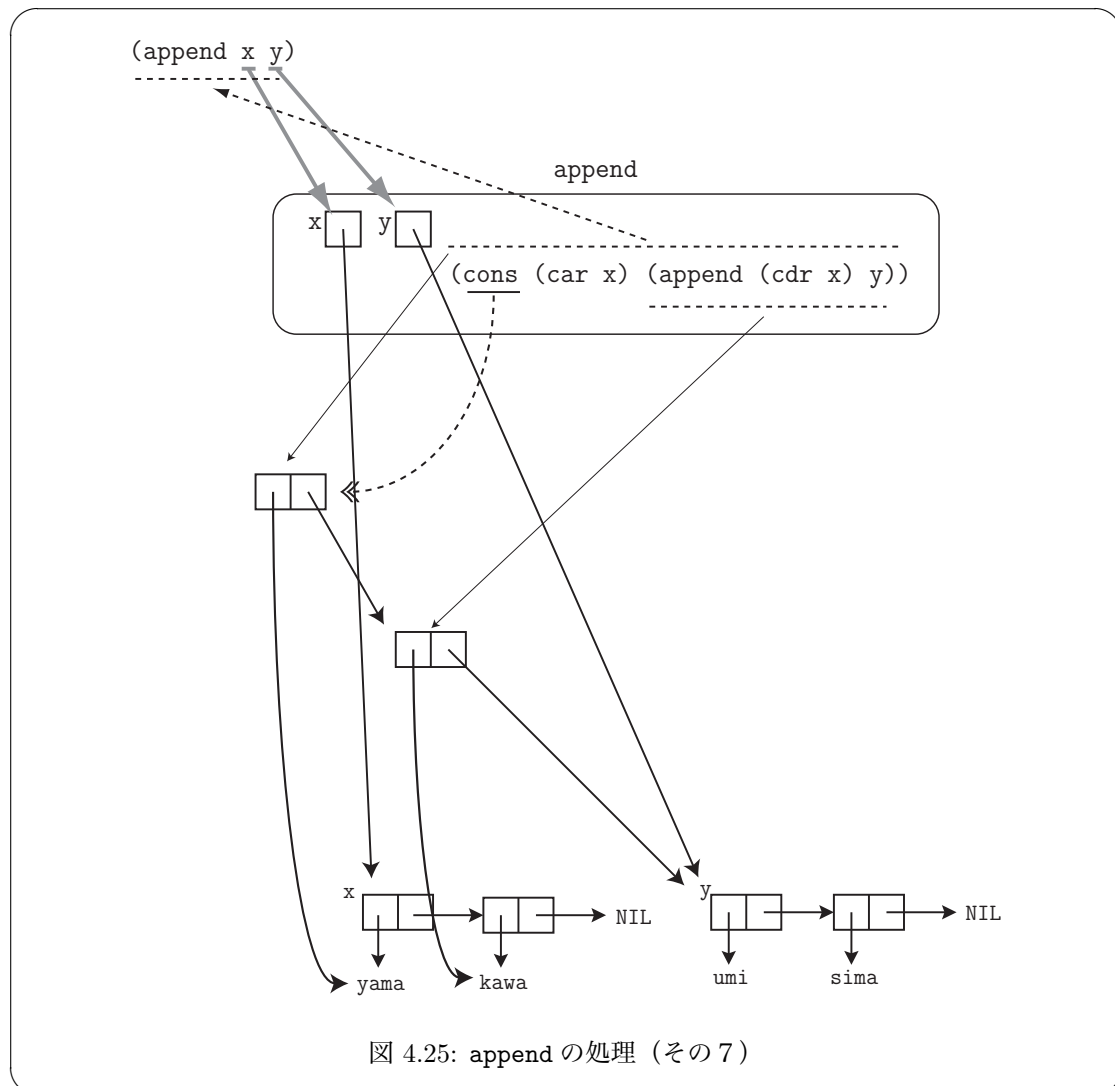 (append x y)
append
x
y
(cons (car x) (append (cdr x) y))
x
y
NIL
NIL
yama
kawa
umi
sima
図 4.25: append の処理（その７）